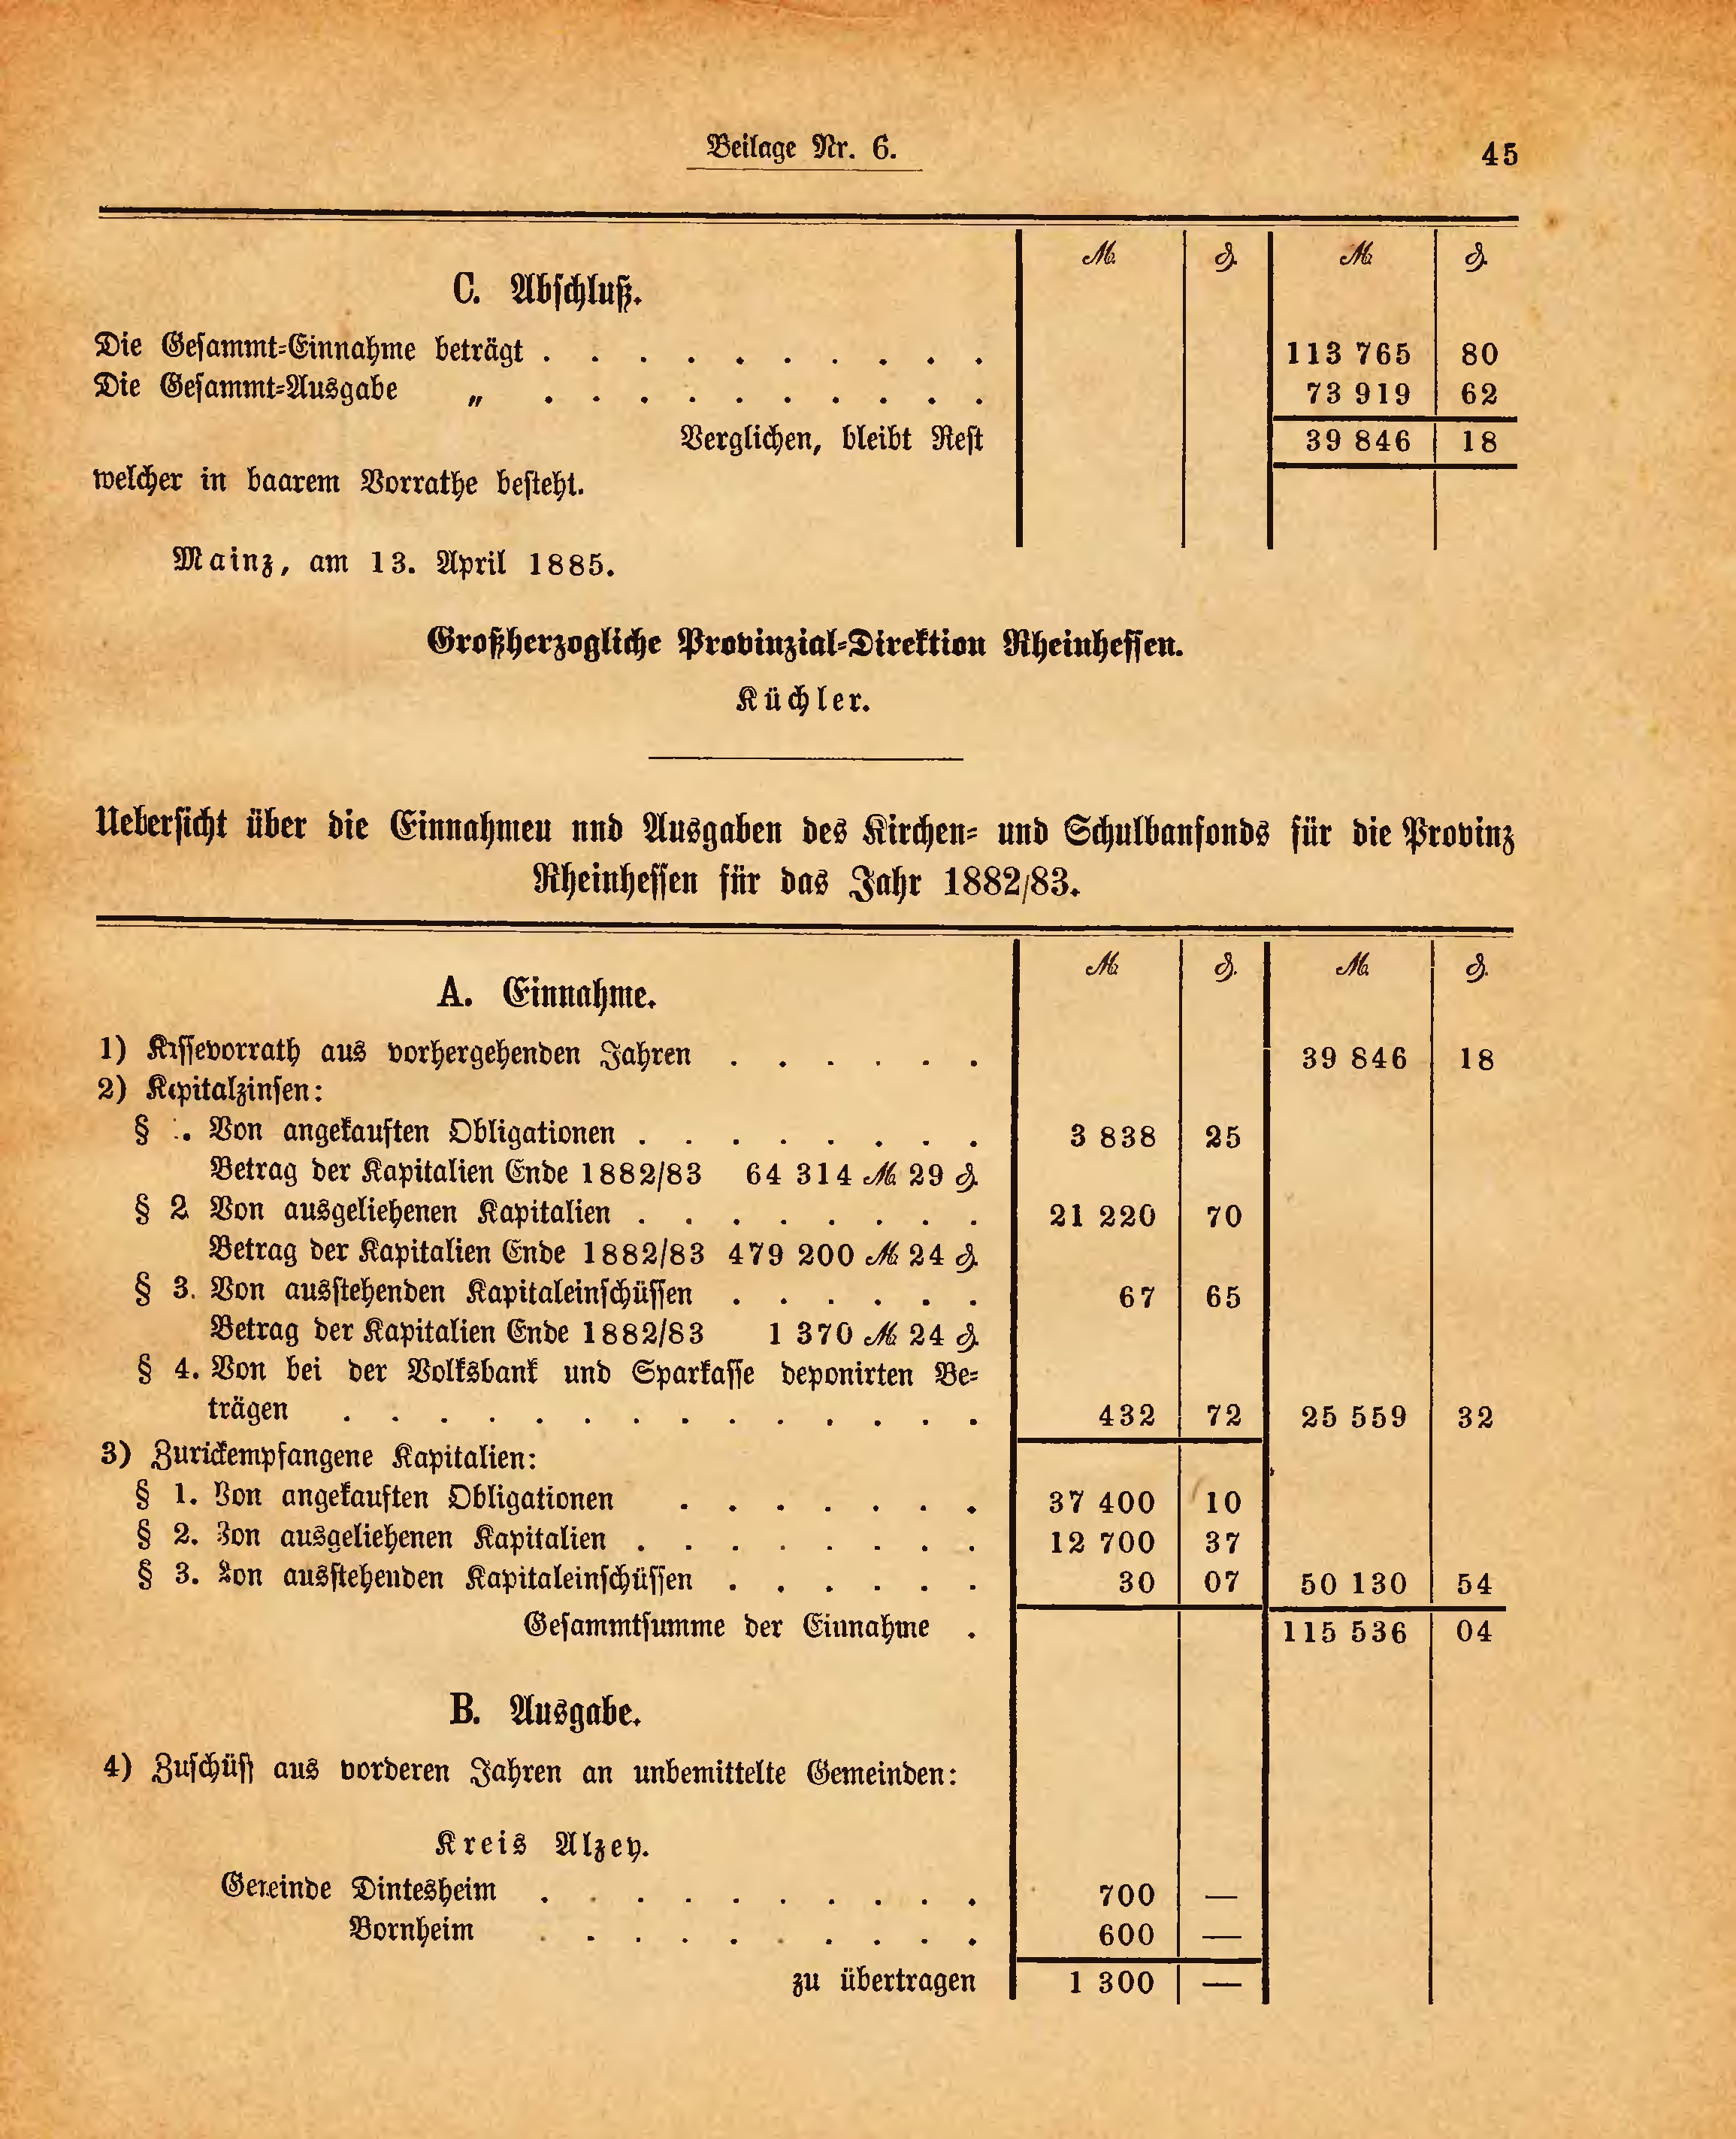 Beilage Nr. 6. 45
ℳ ₰ ℳ ₰
C. Abschluß.
Die Gesammt-Einnahme beträgt . . . . . . . . . . 113 765 80
Die Gesammt-Ausgabe „ . . . . . . . . . . 73 919 62
Verglichen, bleibt Rest 39 846 18
welcher in baarem Vorrathe besteht.
Mainz, am 13. April 1885.
Großherzogliche Provinzial-Direktion Rheinhessen.
Küchler.
Uebersicht über die Einnahmen und Ausgaben des Kirchen- und Schulbaufonds für die Provinz
Rheinhessen für das Jahr 1882/83.
ℳ ₰ ℳ ₰
A. Einnahme.
1) Kassevorrath aus vorhergehenden Jahren . . . . . . 39 846 18
2) Kapitalzinsen:
§ . Von angekauften Obligationen . . . . . . . . 3 838 25
Betrag der Kapitalien Ende 1882/83 64 314 ℳ 29 ₰
§ 2 Von ausgeliehenen Kapitalien . . . . . . . . 21 220 70
Betrag der Kapitalien Ende 1882/83 479 200 ℳ 24 ₰
§ 3. Von ausstehenden Kapitaleinschüssen . . . . . . 67 65
Betrag der Kapitalien Ende 1882/83 1 370 ℳ 24 ₰
§ 4. Von bei der Volksbank und Sparkasse deponirten Be-
trägen . . . . . . . . . . . . . . 432 72 25 559 32
3) Zurückempfangene Kapitalien:
§ 1. Von angekauften Obligationen . . . . . . . 37 400 10
§ 2. Von ausgeliehenen Kapitalien . . . . . . . . 12 700 37
§ 3. Von ausstehenden Kapitaleinschüssen . . . . . . 30 07 50 130 54
Gesammtsumme der Einnahme . 115 536 04
B. Ausgabe.
4) Zuschüsse aus vorderen Jahren an unbemittelte Gemeinden:
Kreis Alzey.
Gemeinde Dintesheim . . . . . . . . . . 700 —
Bornheim . . . . . . . . . . 600 —
zu übertragen 1 300 —